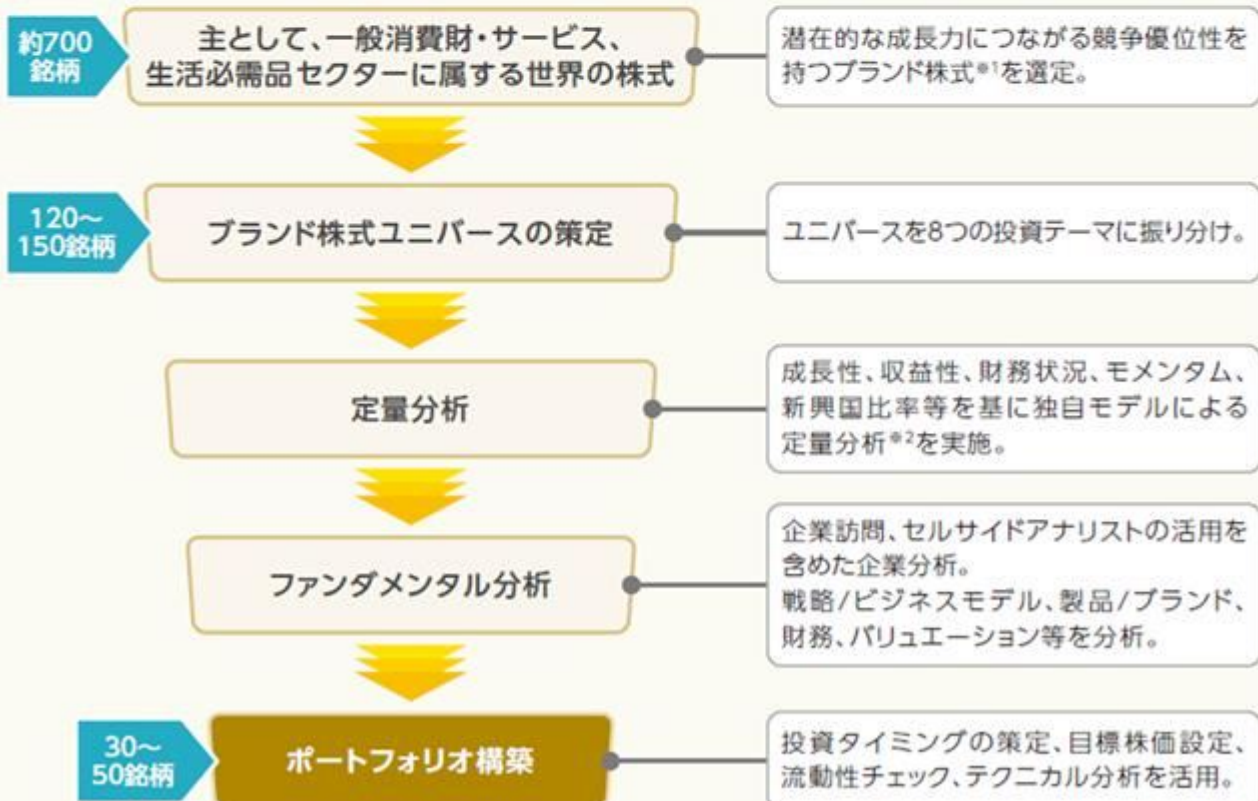 約700
銘柄
主として、一般消費財・サービス、
生活必需品セクターに属する世界の株式
潜在的な成長力につながる競争優位性を
持つブランド株式※1を選定。
120～
150銘柄
ブランド株式ユニバースの策定
ユニバースを8つの投資テーマに振り分け。
定量分析
成長性、収益性、財務状況、モメンタム、
新興国比率等を基に独自モデルによる
定量分析※2を実施。
ファンダメンタル分析
企業訪問、セルサイドアナリストの活用を
含めた企業分析。
戦略/ビジネスモデル、製品/ブランド、
財務、バリュエーション等を分析。
30～
50銘柄
ポートフォリオ構築
投資タイミングの策定、目標株価設定、
流動性チェック、テクニカル分析を活用。